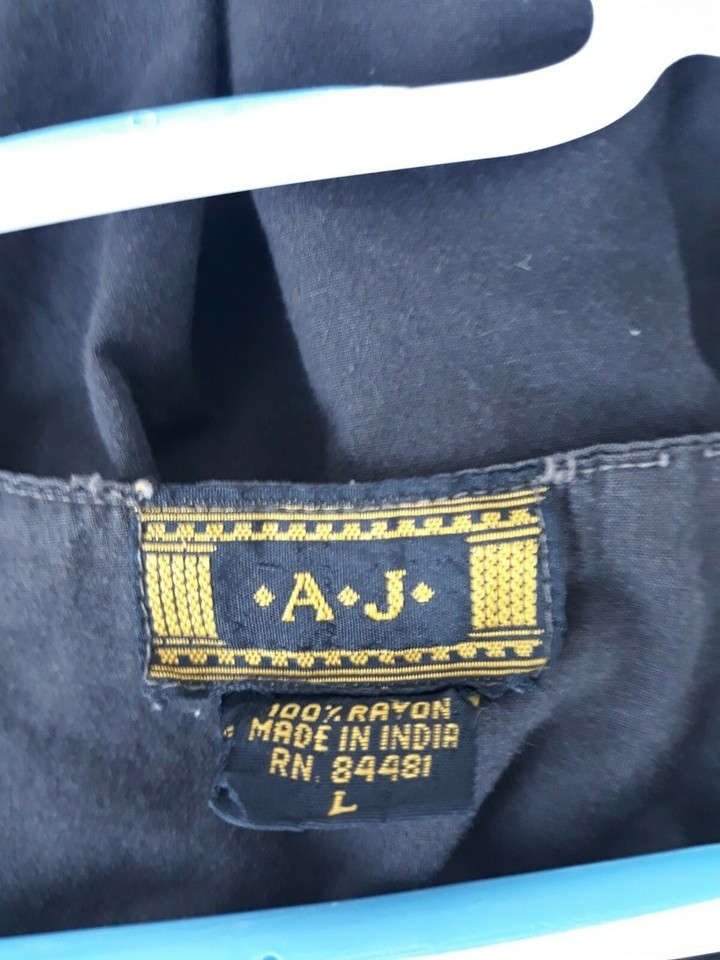 ·A·J·
100% RAYON
MADE IN INDIA
RN. 84481
L